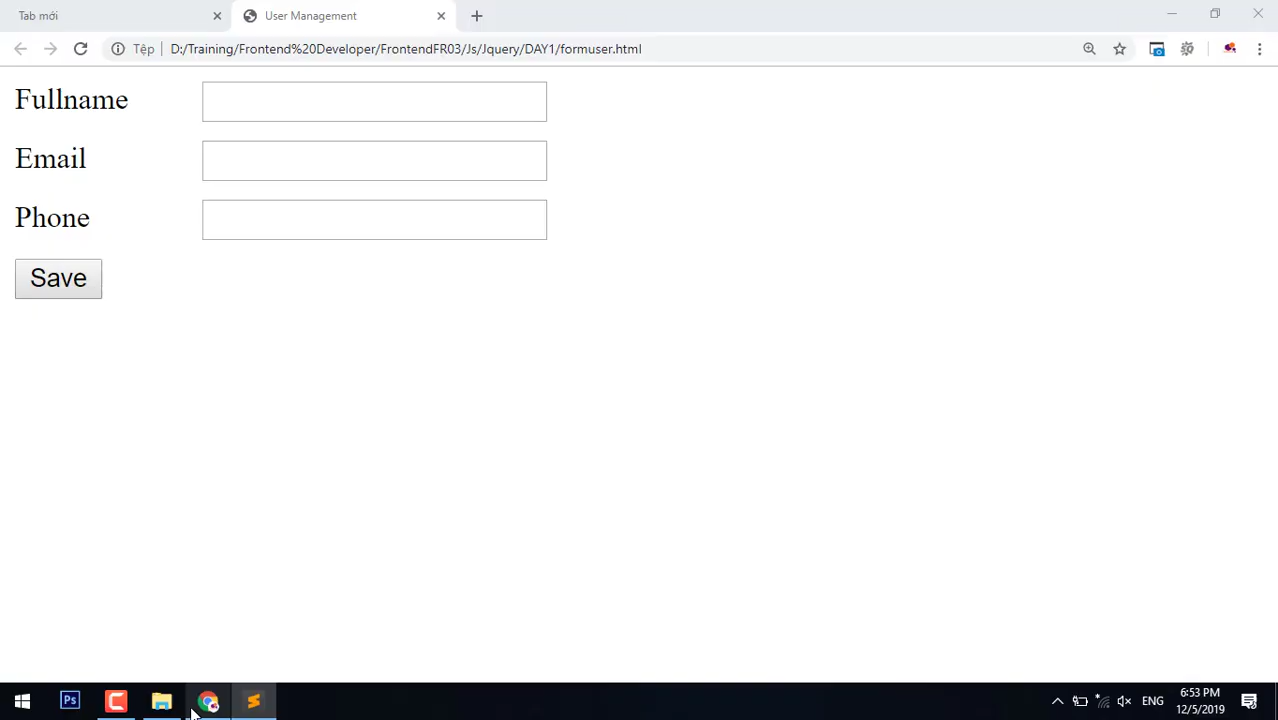 Tab mới
User Management
Tệp
D:/Training/Frontend%20Developer/FrontendFR03/Js/Jquery/DAY1/formuser.html
Fullname
Email
Phone
Save
Ps
ENG
6:53 PM
12/5/2019